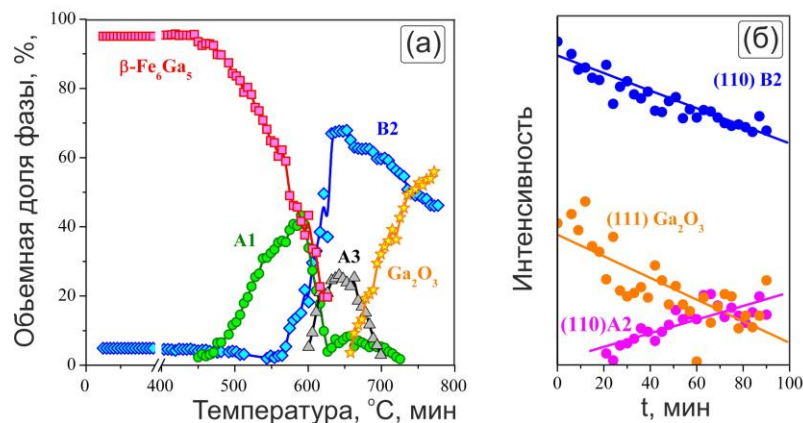 (а)
Объемная доля фазы, %,
100
80
60
40
20
0
β-Fe₆Ga₅
A1
B2
A3
Ga₂O₃
0
400
500
600
700
800
Температура, °C, мин
(б)
Интенсивность
(110) B2
(111) Ga₂O₃
(110)A2
0
20
40
60
80
100
t, мин